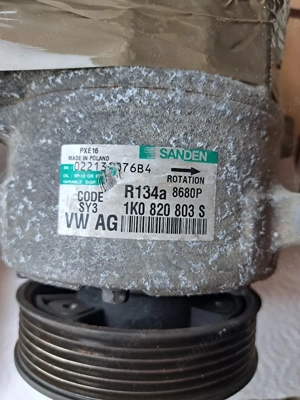 PXE16
SANDEN
MADE IN POLAND
ROTATION
R134a 8680P
CODE
SY3
1K0 820 803 S
VW AG